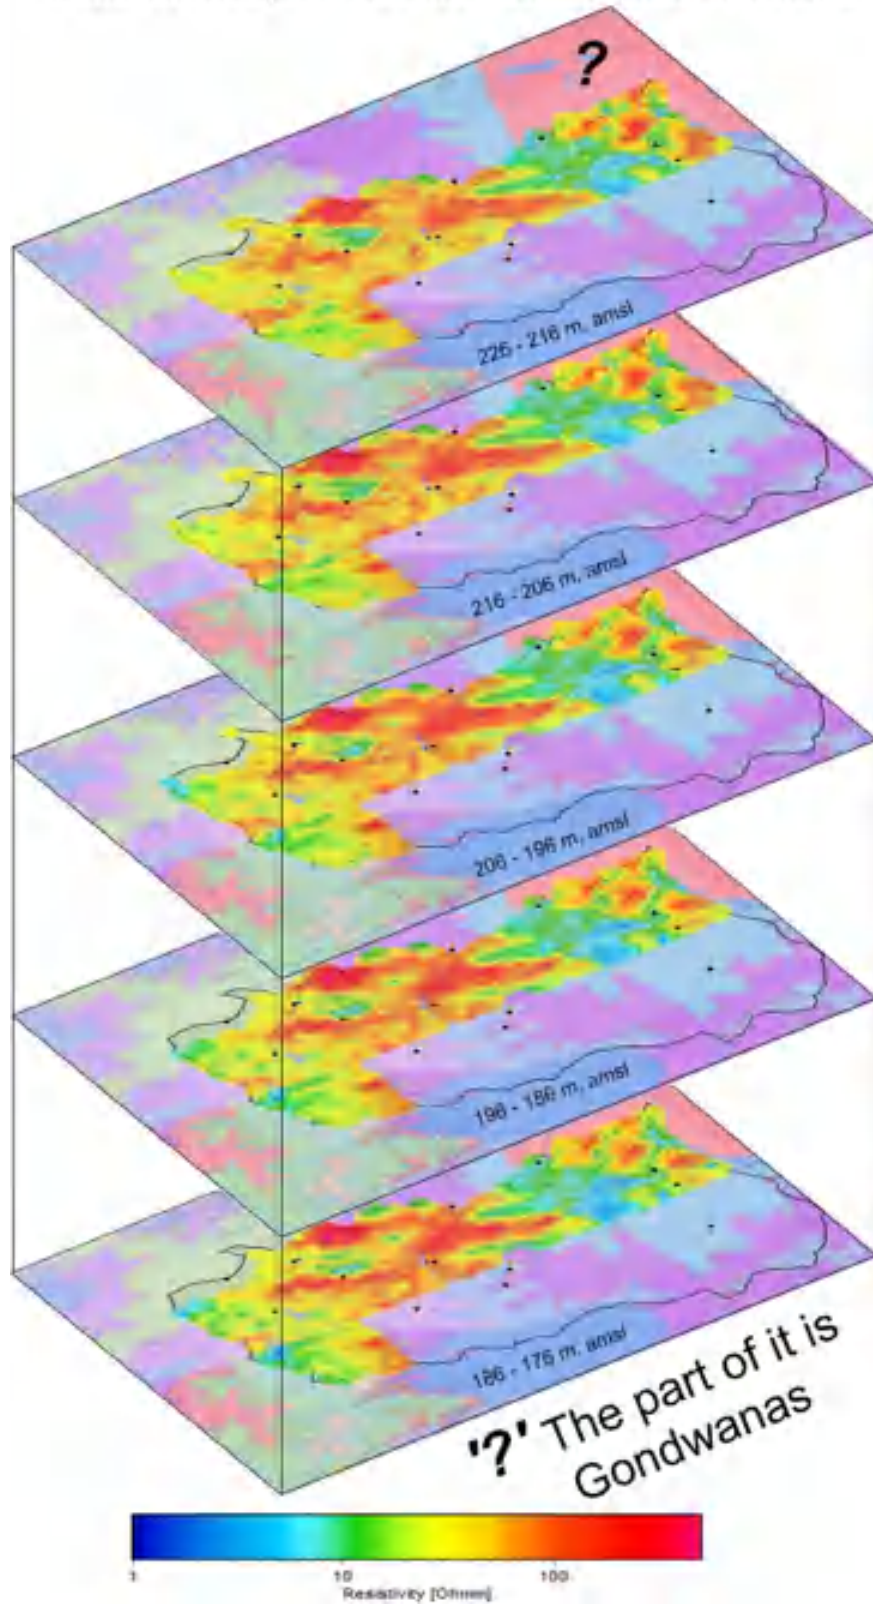 ?
225 - 216 m, amsl
216 - 206 m, amsl
206 - 196 m, amsl
196 - 186 m, amsl
186 - 176 m, amsl
'?' The part of it is
Gondwanas
1 10 100
Resistivity [Ohmm]